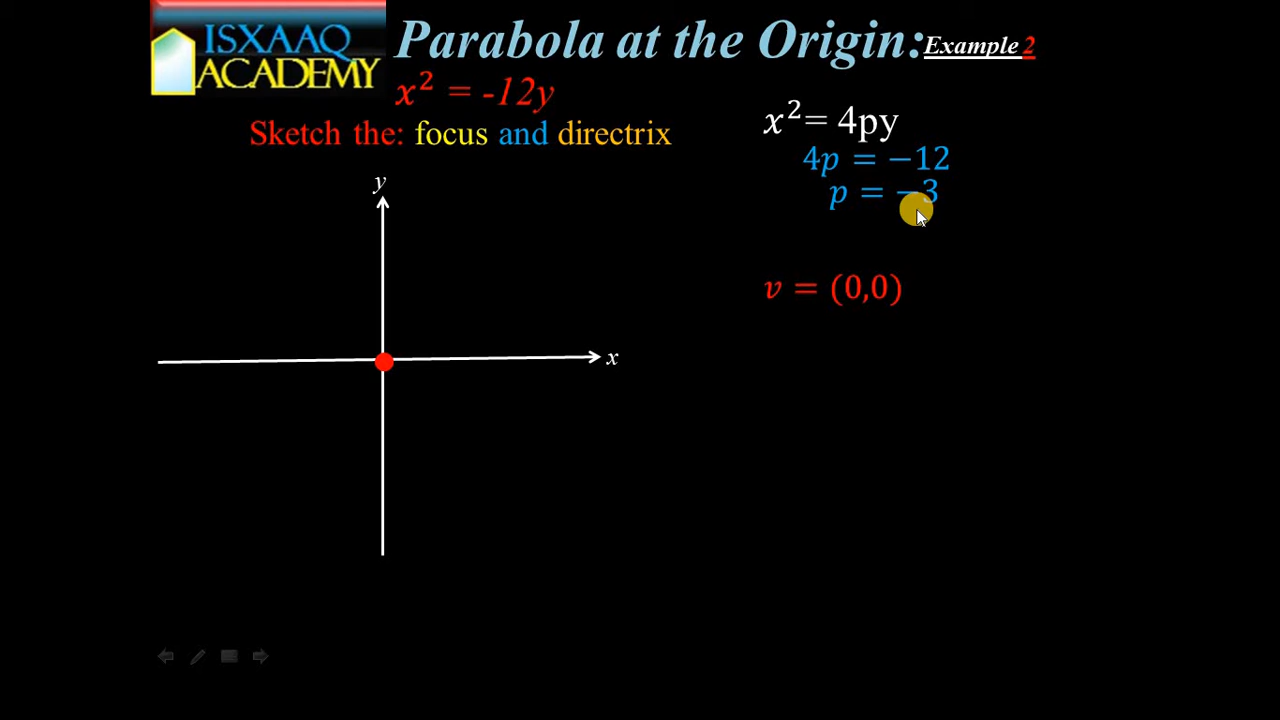 ISXAAQ
ACADEMY
Parabola at the Origin: Example 2
x² = -12y
Sketch the: focus and directrix
x²= 4py
4p = −12
p = −3
v = (0,0)
y
x